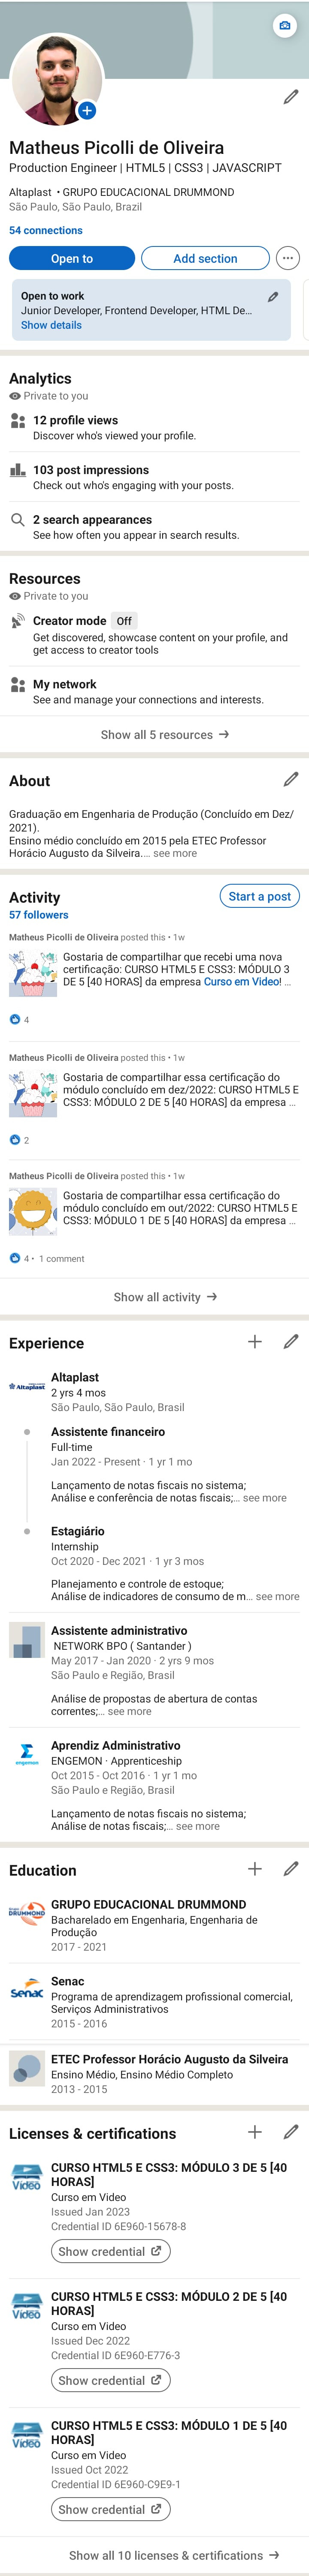 Matheus Picolli de Oliveira
Production Engineer | HTML5 | CSS3 | JAVASCRIPT
Altaplast • GRUPO EDUCACIONAL DRUMMOND
São Paulo, São Paulo, Brazil
54 connections
Open to
Add section
Open to work
Junior Developer, Frontend Developer, HTML De...
Show details
Analytics
Private to you
12 profile views
Discover who's viewed your profile.
103 post impressions
Check out who's engaging with your posts.
2 search appearances
See how often you appear in search results.
Resources
Private to you
Creator mode Off
Get discovered, showcase content on your profile, and
get access to creator tools
My network
See and manage your connections and interests.
Show all 5 resources →
About
Graduação em Engenharia de Produção (Concluído em Dez/
2021).
Ensino médio concluído em 2015 pela ETEC Professor
Horácio Augusto da Silveira.... see more
Activity
Start a post
57 followers
Matheus Picolli de Oliveira posted this • 1w
Gostaria de compartilhar que recebi uma nova
certificação: CURSO HTML5 E CSS3: MÓDULO 3
DE 5 [40 HORAS] da empresa Curso em Video! ...
4
Matheus Picolli de Oliveira posted this • 1w
Gostaria de compartilhar essa certificação do
módulo concluído em dez/2022: CURSO HTML5 E
CSS3: MÓDULO 2 DE 5 [40 HORAS] da empresa ...
2
Matheus Picolli de Oliveira posted this • 1w
Gostaria de compartilhar essa certificação do
módulo concluído em out/2022: CURSO HTML5 E
CSS3: MÓDULO 1 DE 5 [40 HORAS] da empresa ...
4 • 1 comment
Show all activity →
Experience
Altaplast
Altaplast
2 yrs 4 mos
São Paulo, São Paulo, Brasil
Assistente financeiro
Full-time
Jan 2022 - Present · 1 yr 1 mo
Lançamento de notas fiscais no sistema;
Análise e conferência de notas fiscais;... see more
Estagiário
Internship
Oct 2020 - Dec 2021 · 1 yr 3 mos
Planejamento e controle de estoque;
Análise de indicadores de consumo de m... see more
Assistente administrativo
NETWORK BPO ( Santander )
May 2017 - Jan 2020 · 2 yrs 9 mos
São Paulo e Região, Brasil
Análise de propostas de abertura de contas
correntes;... see more
Aprendiz Administrativo
engemon
ENGEMON · Apprenticeship
Oct 2015 - Oct 2016 · 1 yr 1 mo
São Paulo e Região, Brasil
Lançamento de notas fiscais no sistema;
Análise de notas fiscais;... see more
Education
GRUPO EDUCACIONAL DRUMMOND
DRUMMOND
Bacharelado em Engenharia, Engenharia de
Produção
2017 - 2021
Senac
Senac
Programa de aprendizagem profissional comercial,
Serviços Administrativos
2015 - 2016
ETEC Professor Horácio Augusto da Silveira
Ensino Médio, Ensino Médio Completo
2013 - 2015
Licenses & certifications
CURSO HTML5 E CSS3: MÓDULO 3 DE 5 [40
HORAS]
Vídeo
Curso em Video
Issued Jan 2023
Credential ID 6E960-15678-8
Show credential
CURSO HTML5 E CSS3: MÓDULO 2 DE 5 [40
HORAS]
Vídeo
Curso em Video
Issued Dec 2022
Credential ID 6E960-E776-3
Show credential
CURSO HTML5 E CSS3: MÓDULO 1 DE 5 [40
HORAS]
Vídeo
Curso em Video
Issued Oct 2022
Credential ID 6E960-C9E9-1
Show credential
Show all 10 licenses & certifications →